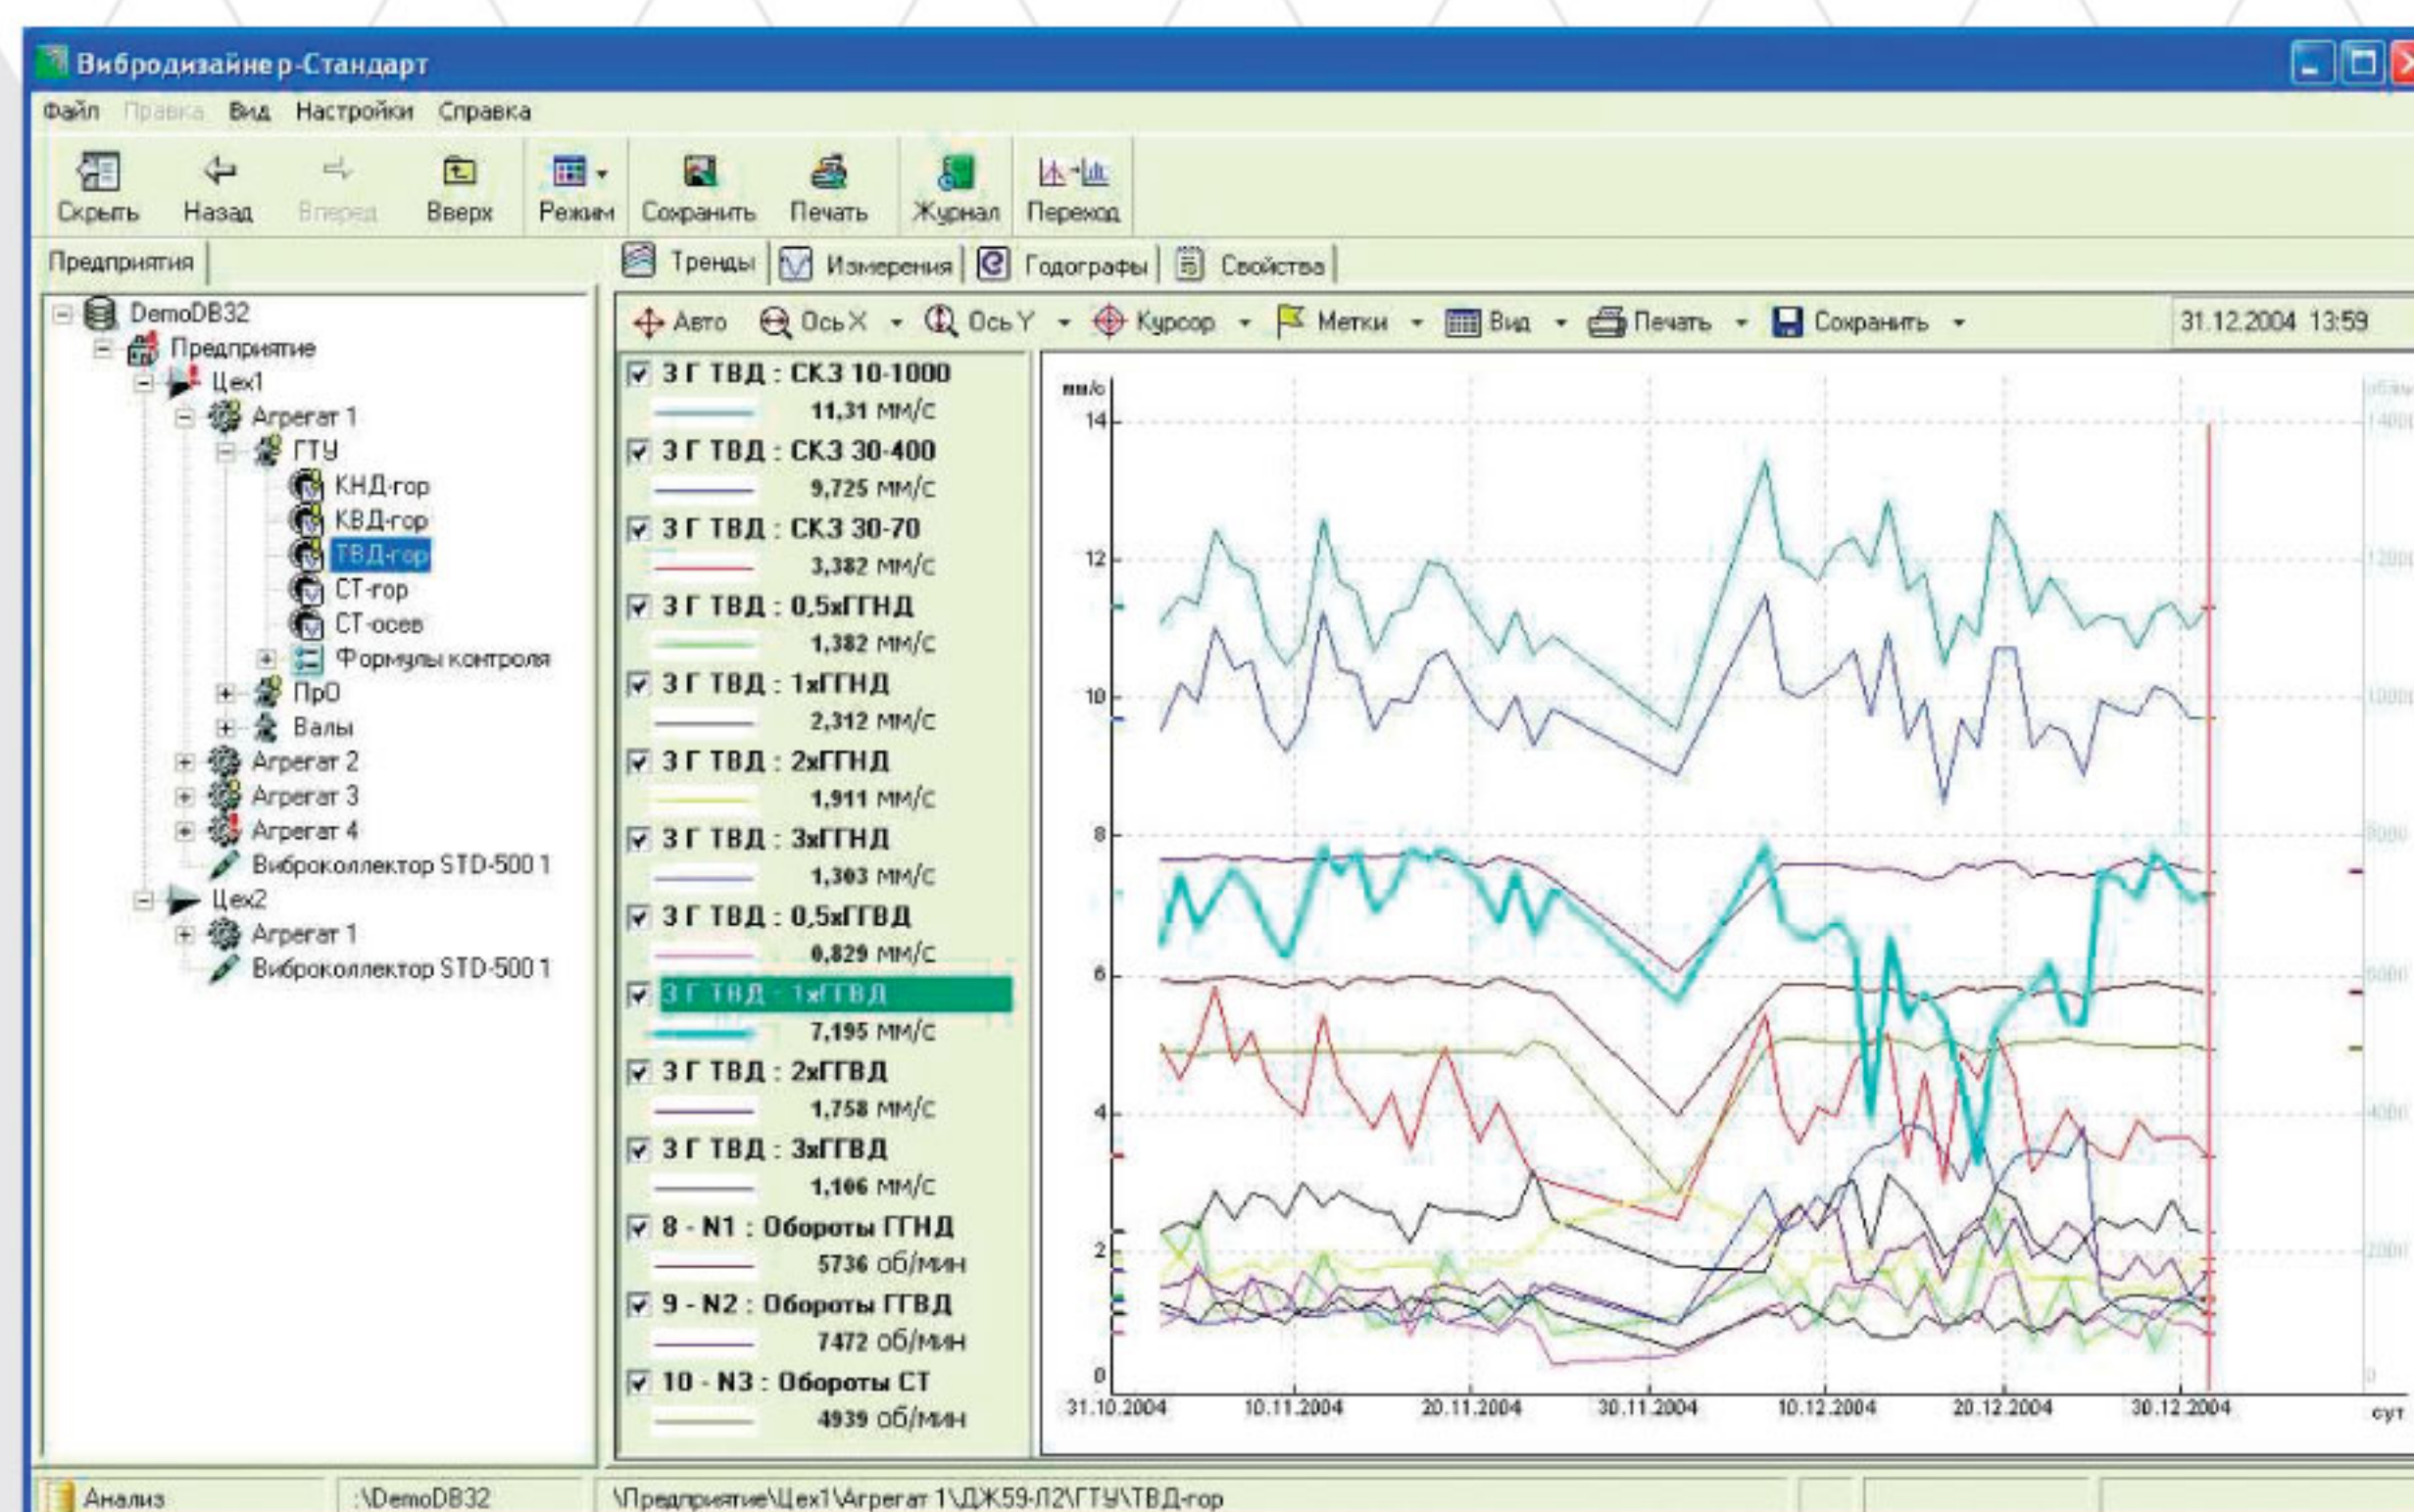 Вибродизайнер-Стандарт
Файл Правка Вид Настройки Справка
Скрыть Назад Вперед Вверх Режим Сохранить Печать Журнал Переход
Предприятия
Тренды Измерения Годографы Свойства
DemoDB32
Предприятие
Цех1
Агрегат 1
ГТУ
КНД-гор
КВД-гор
ТВД-гор
СТ-гор
СТ-осев
Формулы контроля
ПрО
Валы
Агрегат 2
Агрегат 3
Агрегат 4
Виброколлектор STD-500 1
Цех2
Агрегат 1
Виброколлектор STD-500 1
Авто Ось X Ось Y Курсор Метки Вид Печать Сохранить 31.12.2004 13:59
3 Г ТВД : СКЗ 10-1000
11,31 мм/с
3 Г ТВД : СКЗ 30-400
9,725 мм/с
3 Г ТВД : СКЗ 30-70
3,382 мм/с
3 Г ТВД : 0,5хГГНД
1,382 мм/с
3 Г ТВД : 1хГГНД
2,312 мм/с
3 Г ТВД : 2хГГНД
1,911 мм/с
3 Г ТВД : 3хГГНД
1,303 мм/с
3 Г ТВД : 0,5хГГВД
0,829 мм/с
3 Г ТВД - 1хГГВД
7,195 мм/с
3 Г ТВД : 2хГГВД
1,758 мм/с
3 Г ТВД : 3хГГВД
1,106 мм/с
8 - N1 : Обороты ГГНД
5736 об/мин
9 - N2 : Обороты ГГВД
7472 об/мин
10 - N3 : Обороты СТ
4939 об/мин
мм/с
14
12
10
8
6
4
2
0
31.10.2004 10.11.2004 20.11.2004 30.11.2004 10.12.2004 20.12.2004 30.12.2004
сут
8000
6000
4000
2000
0
Анализ :\DemoDB32 \Предприятие\Цех1\Агрегат 1\ДЖ59-Л2\ГТУ\ТВД-гор